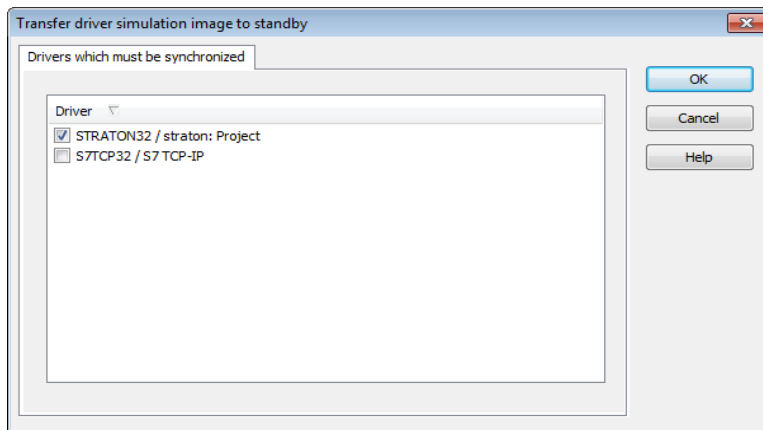 Transfer driver simulation image to standby
Drivers which must be synchronized
OK
Driver
Cancel
STRATON32 / straton: Project
S7TCP32 / S7 TCP-IP
Help